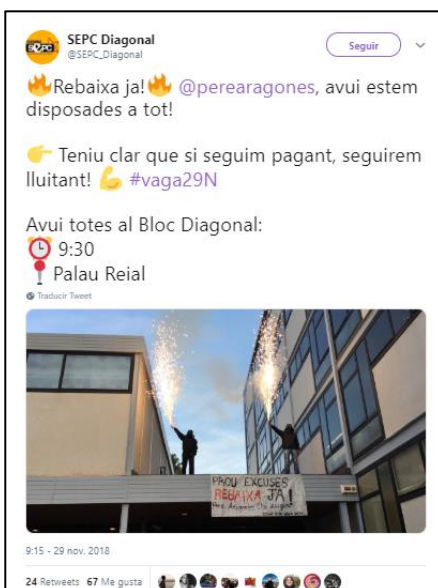 SEPC Diagonal
@SEPC_Diagonal
Seguir
🔥Rebaixa ja!🔥 @perearagones, avui estem
disposades a tot!
👉 Teniu clar que si seguim pagant, seguirem
lluitant! 💪 #vaga29N
Avui totes al Bloc Diagonal:
⏰ 9:30
📍 Palau Reial
Traducir Tweet
PROU EXCUSES
REBAIXA JA!
9:15 - 29 nov. 2018
24 Retweets 67 Me gusta